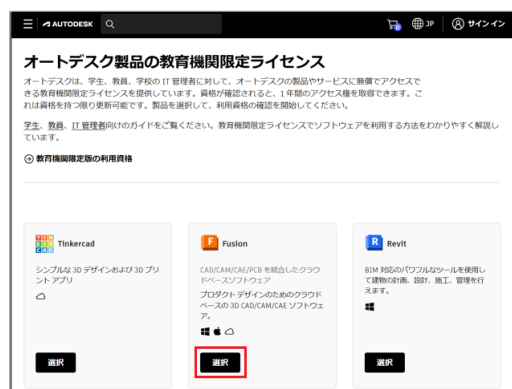 AUTODESK
JP
サインイン
オートデスク製品の教育機関限定ライセンス
オートデスクは、学生、教員、学校の IT 管理者に対して、オートデスクの製品やサービスに無償でアクセスで
きる教育機関限定ライセンスを提供しています。資格が確認されると、1 年間のアクセス権を取得できます。こ
れは資格を持つ限り更新可能です。製品を選択して、利用資格の確認を開始してください。
学生、教員、IT 管理者向けのガイドをご覧ください。教育機関限定ライセンスでソフトウェアを利用する方法をわかりやすく解説し
ています。
教育機関限定版の利用資格
TIN
KER
CAD
Tinkercad
シンプルな 3D デザインおよび 3D プリ
ント アプリ
選択
F
Fusion
CAD/CAM/CAE/PCB を統合したクラウ
ドベースソフトウェア
プロダクト デザインのためのクラウド
ベースの 3D CAD/CAM/CAE ソフトウェ
ア。
選択
R
Revit
BIM 対応のパワフルなツールを使用し
て建物の計画、設計、施工、管理を行
えます。
選択